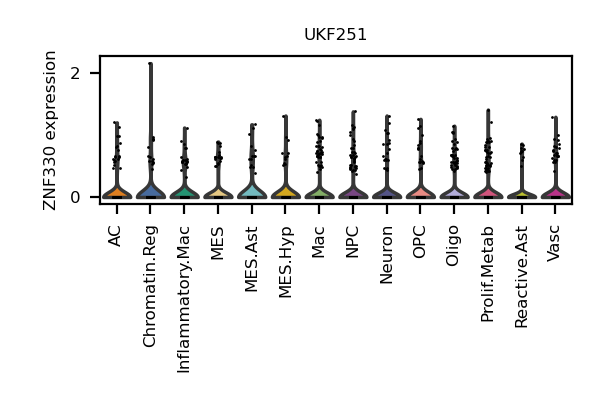 UKF251
ZNF330 expression
2
0
AC
Chromatin.Reg
Inflammatory.Mac
MES
MES.Ast
MES.Hyp
Mac
NPC
Neuron
OPC
Oligo
Prolif.Metab
Reactive.Ast
Vasc